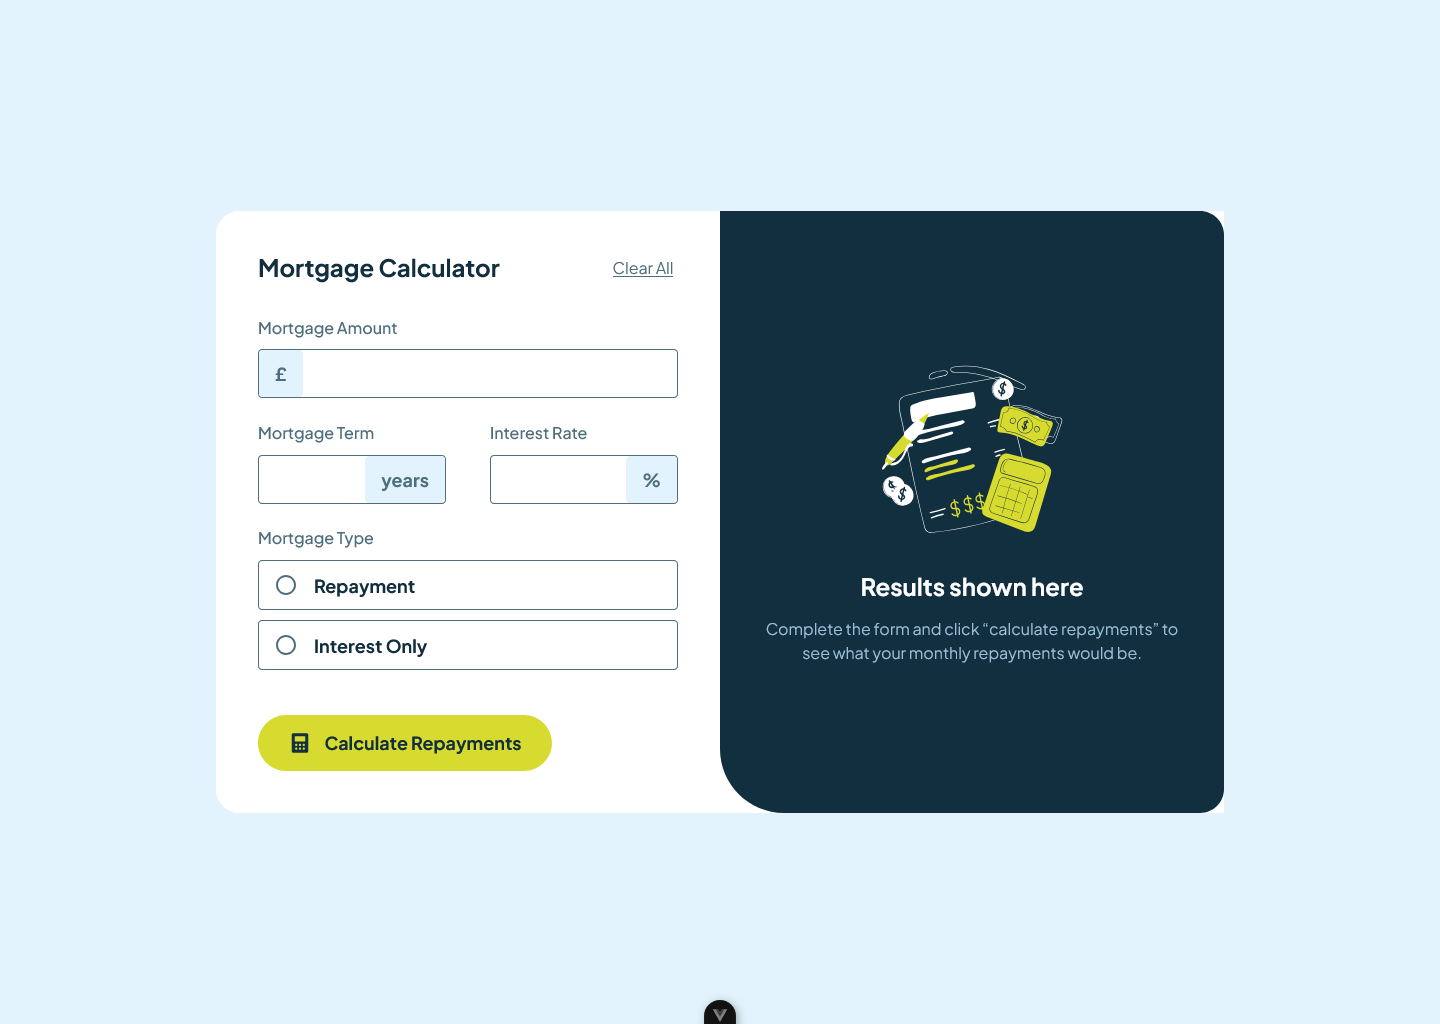 Mortgage Calculator
Clear All
Mortgage Amount
£
Mortgage Term
Interest Rate
years
%
Mortgage Type
Repayment
Interest Only
Calculate Repayments
$
$
$
$
$$$
Results shown here
Complete the form and click “calculate repayments” to
see what your monthly repayments would be.